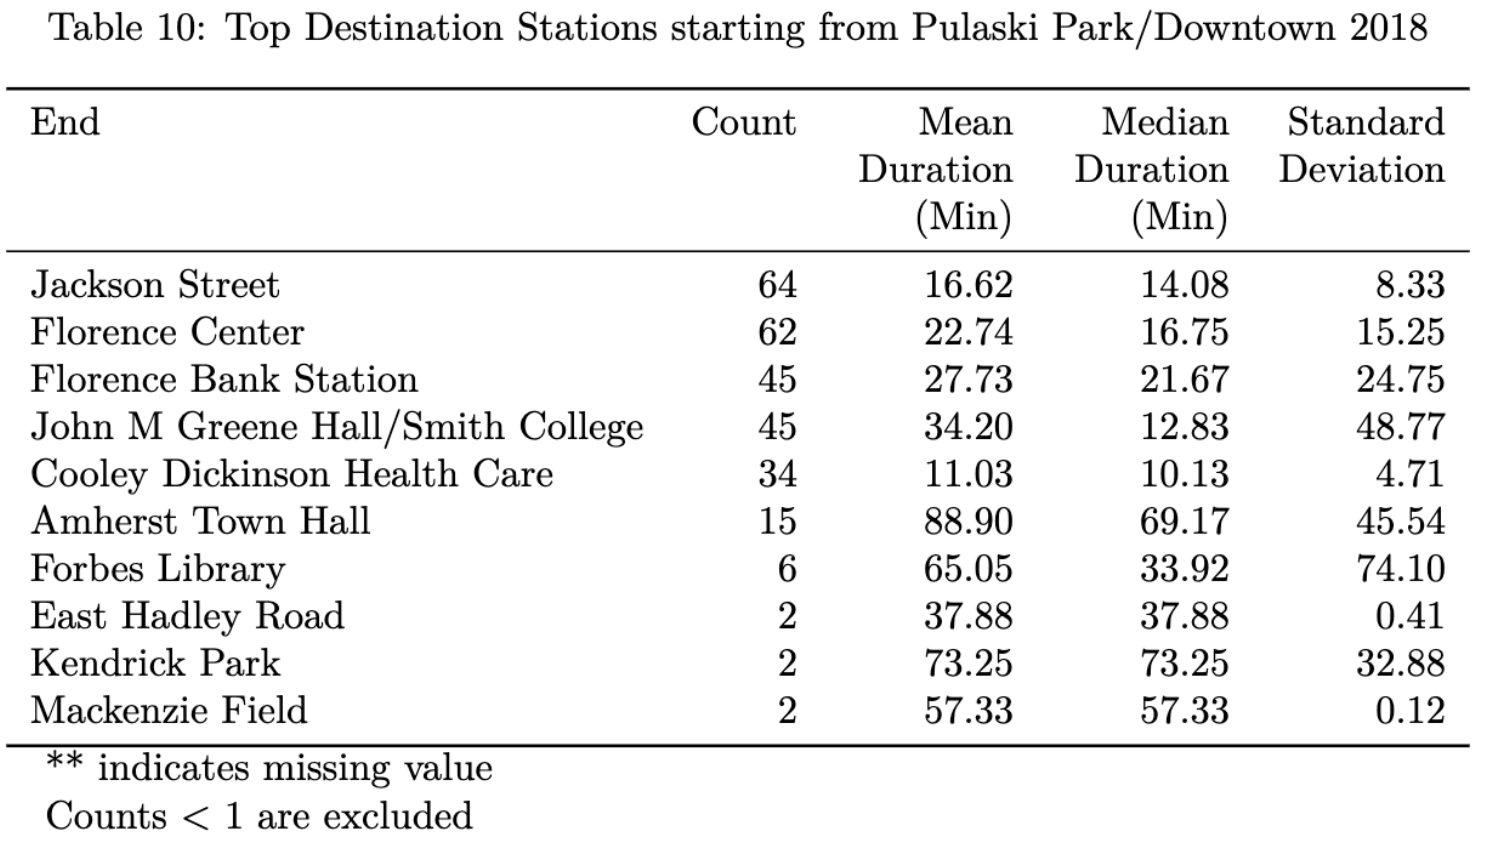 Table 10: Top Destination Stations starting from Pulaski Park/Downtown 2018
End Count Mean Duration (Min) Median Duration (Min) Standard Deviation
Jackson Street 64 16.62 14.08 8.33
Florence Center 62 22.74 16.75 15.25
Florence Bank Station 45 27.73 21.67 24.75
John M Greene Hall/Smith College 45 34.20 12.83 48.77
Cooley Dickinson Health Care 34 11.03 10.13 4.71
Amherst Town Hall 15 88.90 69.17 45.54
Forbes Library 6 65.05 33.92 74.10
East Hadley Road 2 37.88 37.88 0.41
Kendrick Park 2 73.25 73.25 32.88
Mackenzie Field 2 57.33 57.33 0.12
** indicates missing value
Counts < 1 are excluded